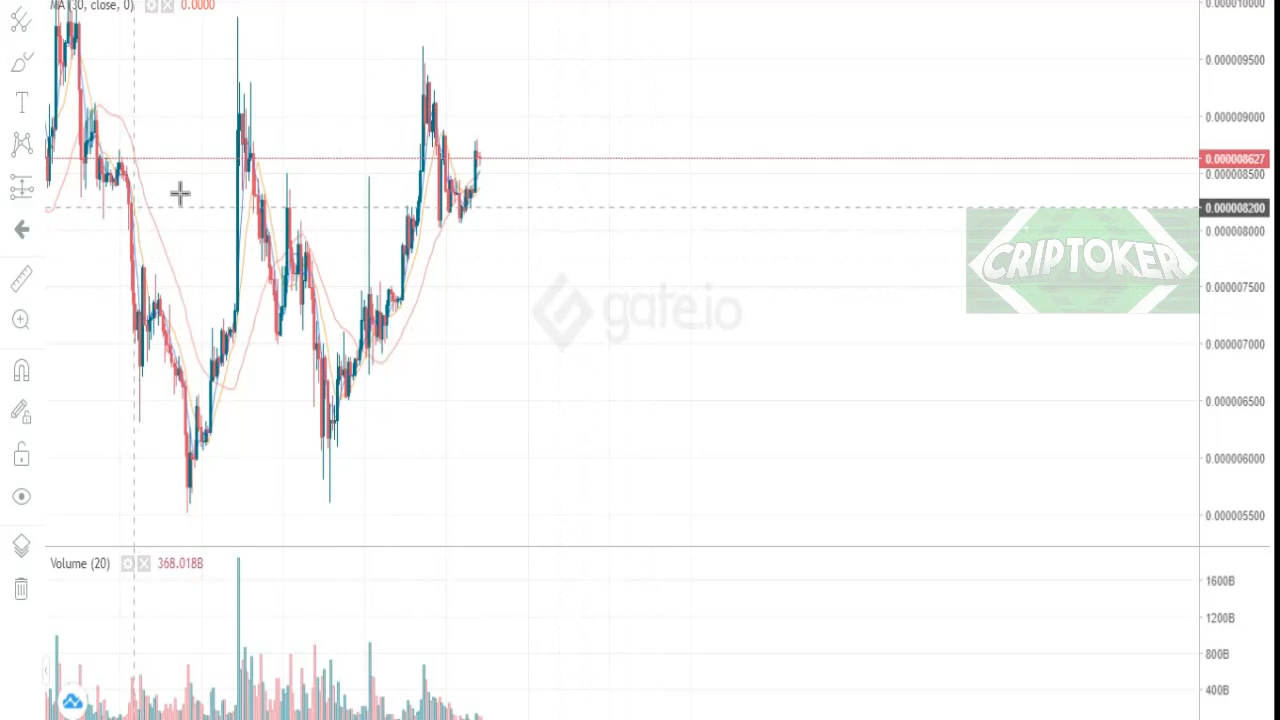 MA (30, close, 0) 0.0000
0.000010000
0.000009500
0.000009000
0.000008627
0.000008500
0.000008200
0.000008000
CRIPTOKER
0.000007500
gate.io
0.000007000
0.000006500
0.000006000
0.000005500
Volume (20) 368.018B
1600B
1200B
800B
400B